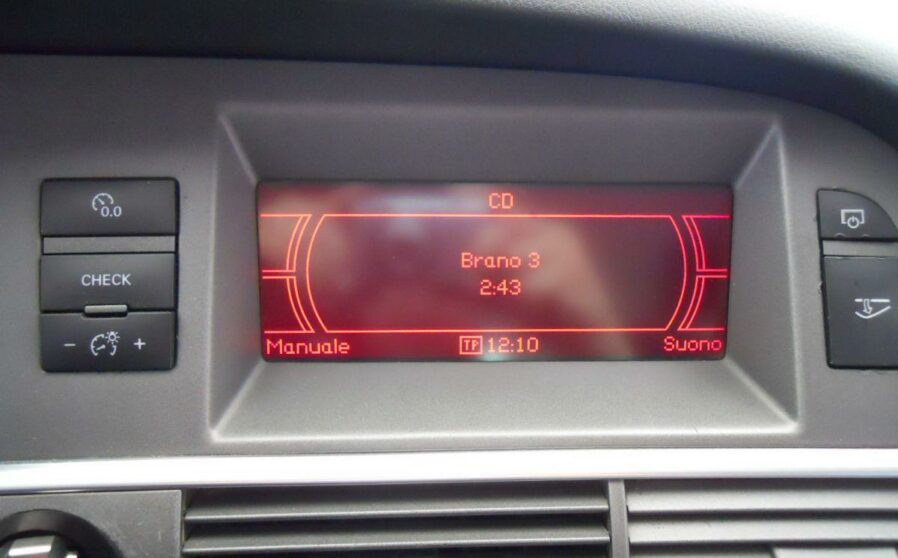 0.0
CHECK
- +
CD
Brano 3
2:43
Manuale TP 12:10 Suono